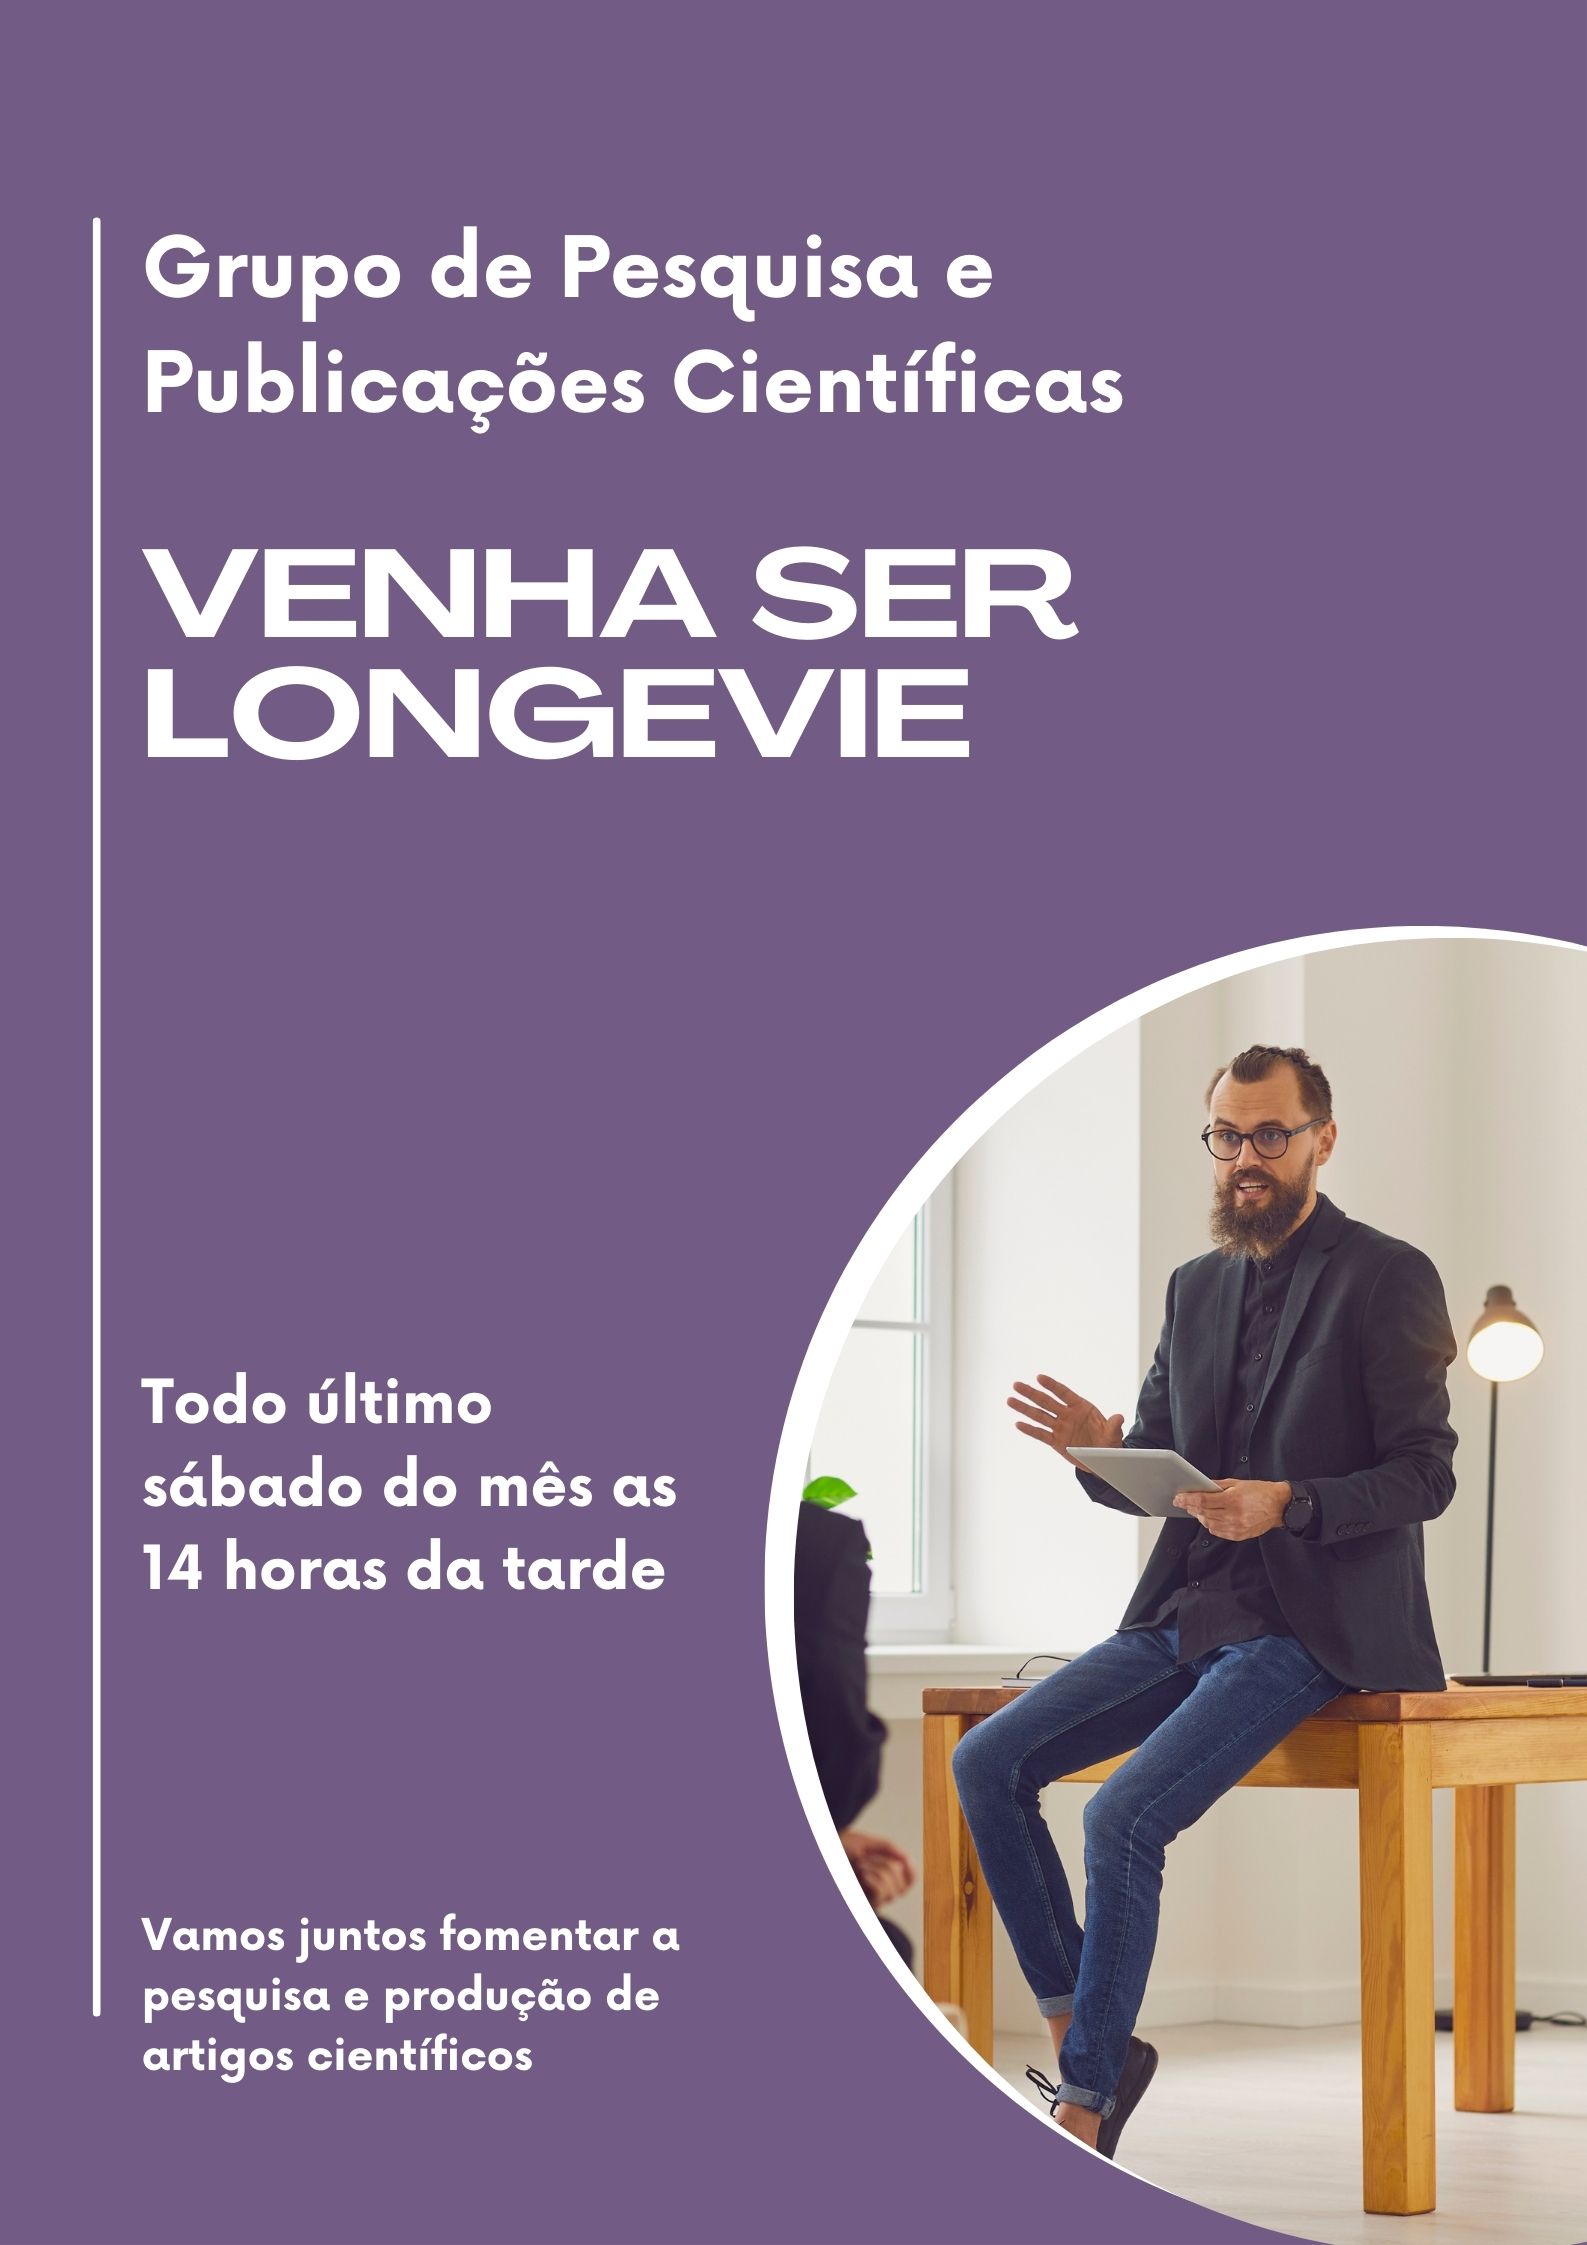 Grupo de Pesquisa e
Publicações Científicas
VENHA SER
LONGEVIE
Todo último
sábado do mês as
14 horas da tarde
Vamos juntos fomentar a
pesquisa e produção de
artigos científicos